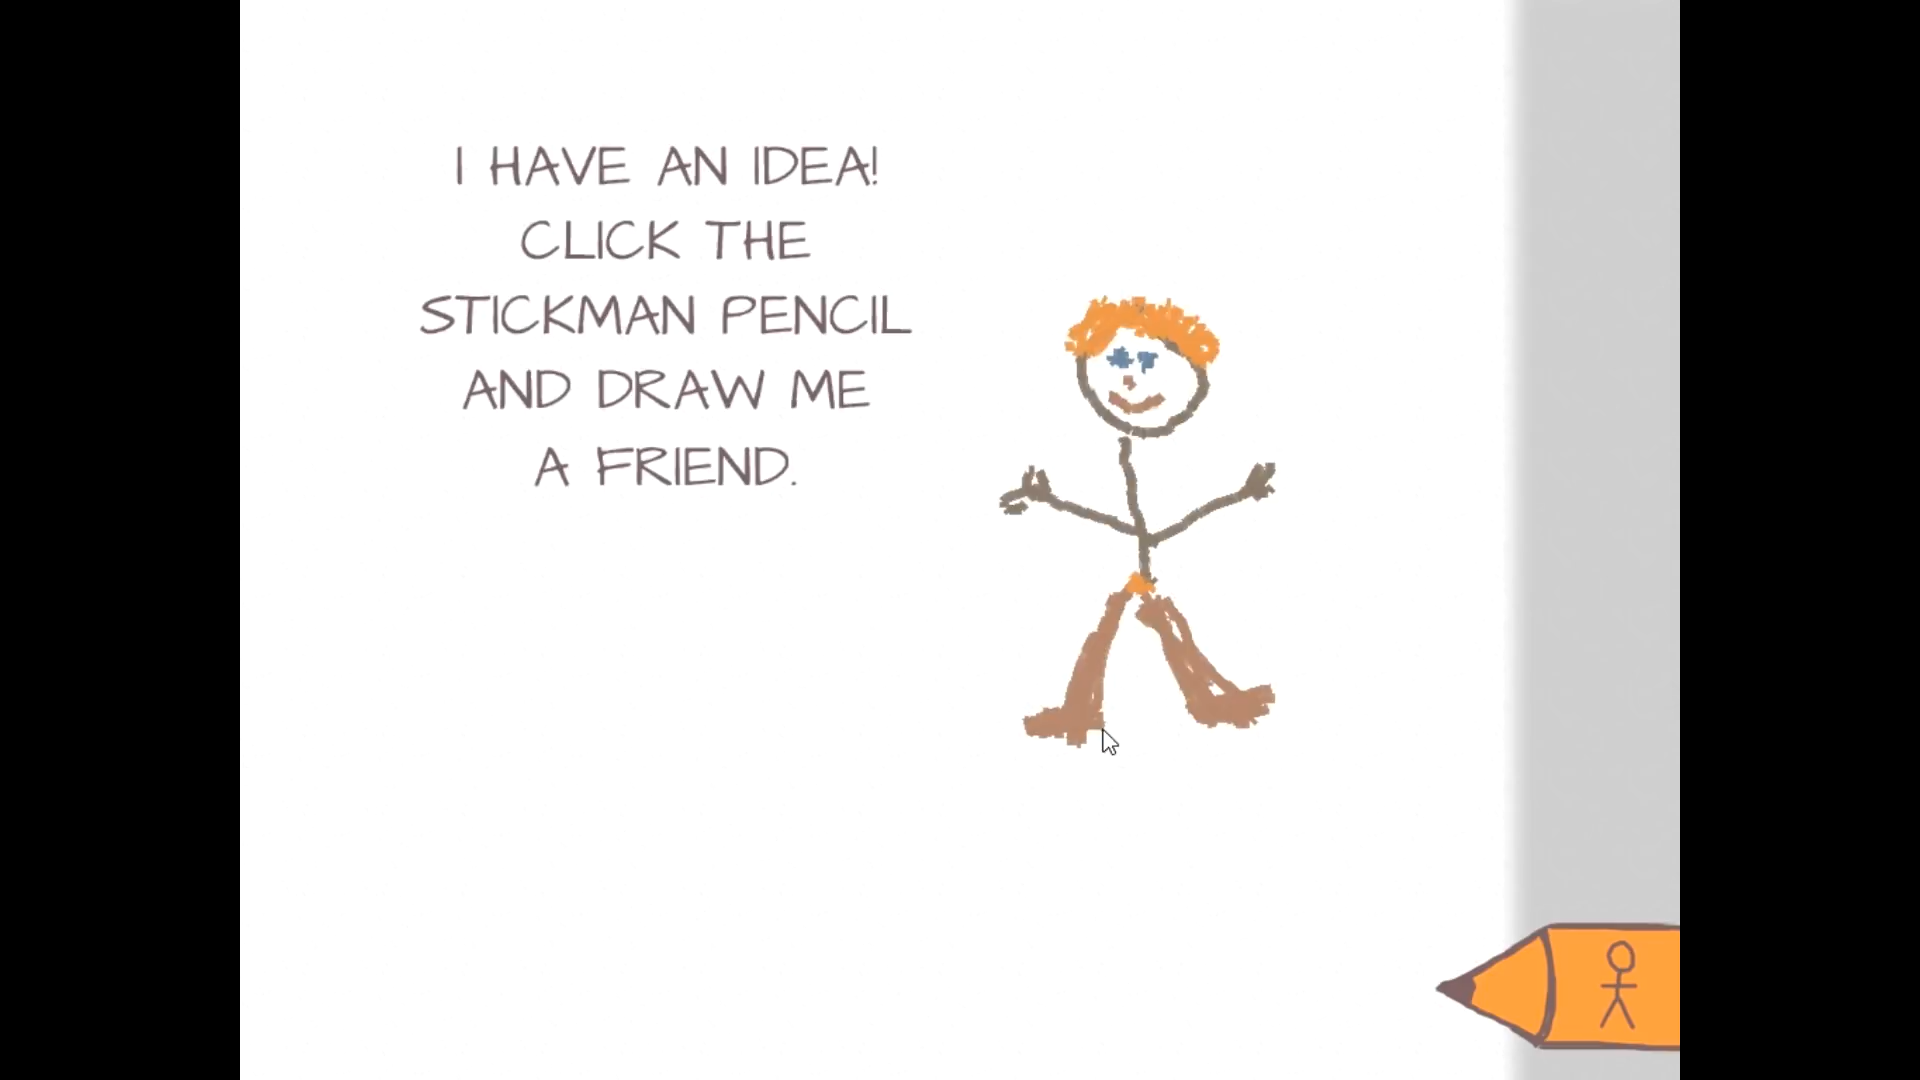 I HAVE AN IDEA!
CLICK THE
STICKMAN PENCIL
AND DRAW ME
A FRIEND.